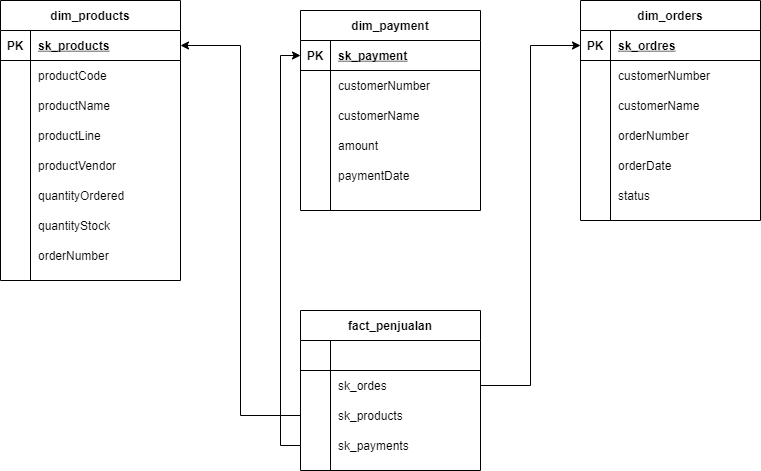 dim_products
PK sk_products
productCode
productName
productLine
productVendor
quantityOrdered
quantityStock
orderNumber
dim_payment
PK sk_payment
customerNumber
customerName
amount
paymentDate
dim_orders
PK sk_ordres
customerNumber
customerName
orderNumber
orderDate
status
fact_penjualan
sk_ordes
sk_products
sk_payments